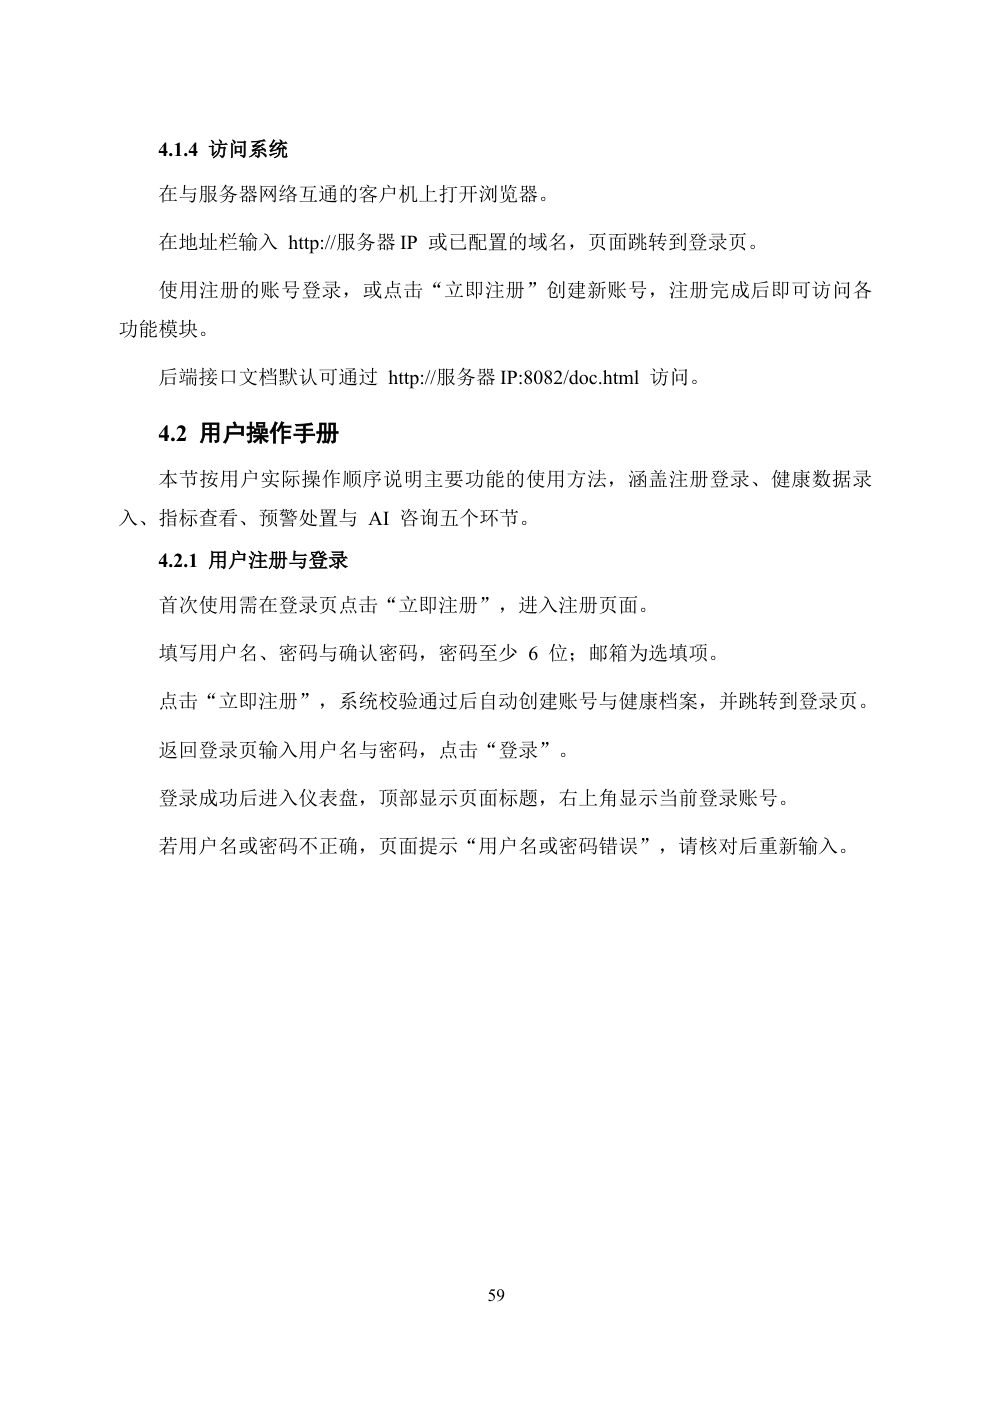 4.1.4 访问系统
在与服务器网络互通的客户机上打开浏览器。
在地址栏输入 http://服务器 IP 或已配置的域名，页面跳转到登录页。
使用注册的账号登录，或点击“立即注册”创建新账号，注册完成后即可访问各
功能模块。
后端接口文档默认可通过 http://服务器 IP:8082/doc.html 访问。
4.2 用户操作手册
本节按用户实际操作顺序说明主要功能的使用方法，涵盖注册登录、健康数据录
入、指标查看、预警处置与 AI 咨询五个环节。
4.2.1 用户注册与登录
首次使用需在登录页点击“立即注册”，进入注册页面。
填写用户名、密码与确认密码，密码至少 6 位；邮箱为选填项。
点击“立即注册”，系统校验通过后自动创建账号与健康档案，并跳转到登录页。
返回登录页输入用户名与密码，点击“登录”。
登录成功后进入仪表盘，顶部显示页面标题，右上角显示当前登录账号。
若用户名或密码不正确，页面提示“用户名或密码错误”，请核对后重新输入。
59